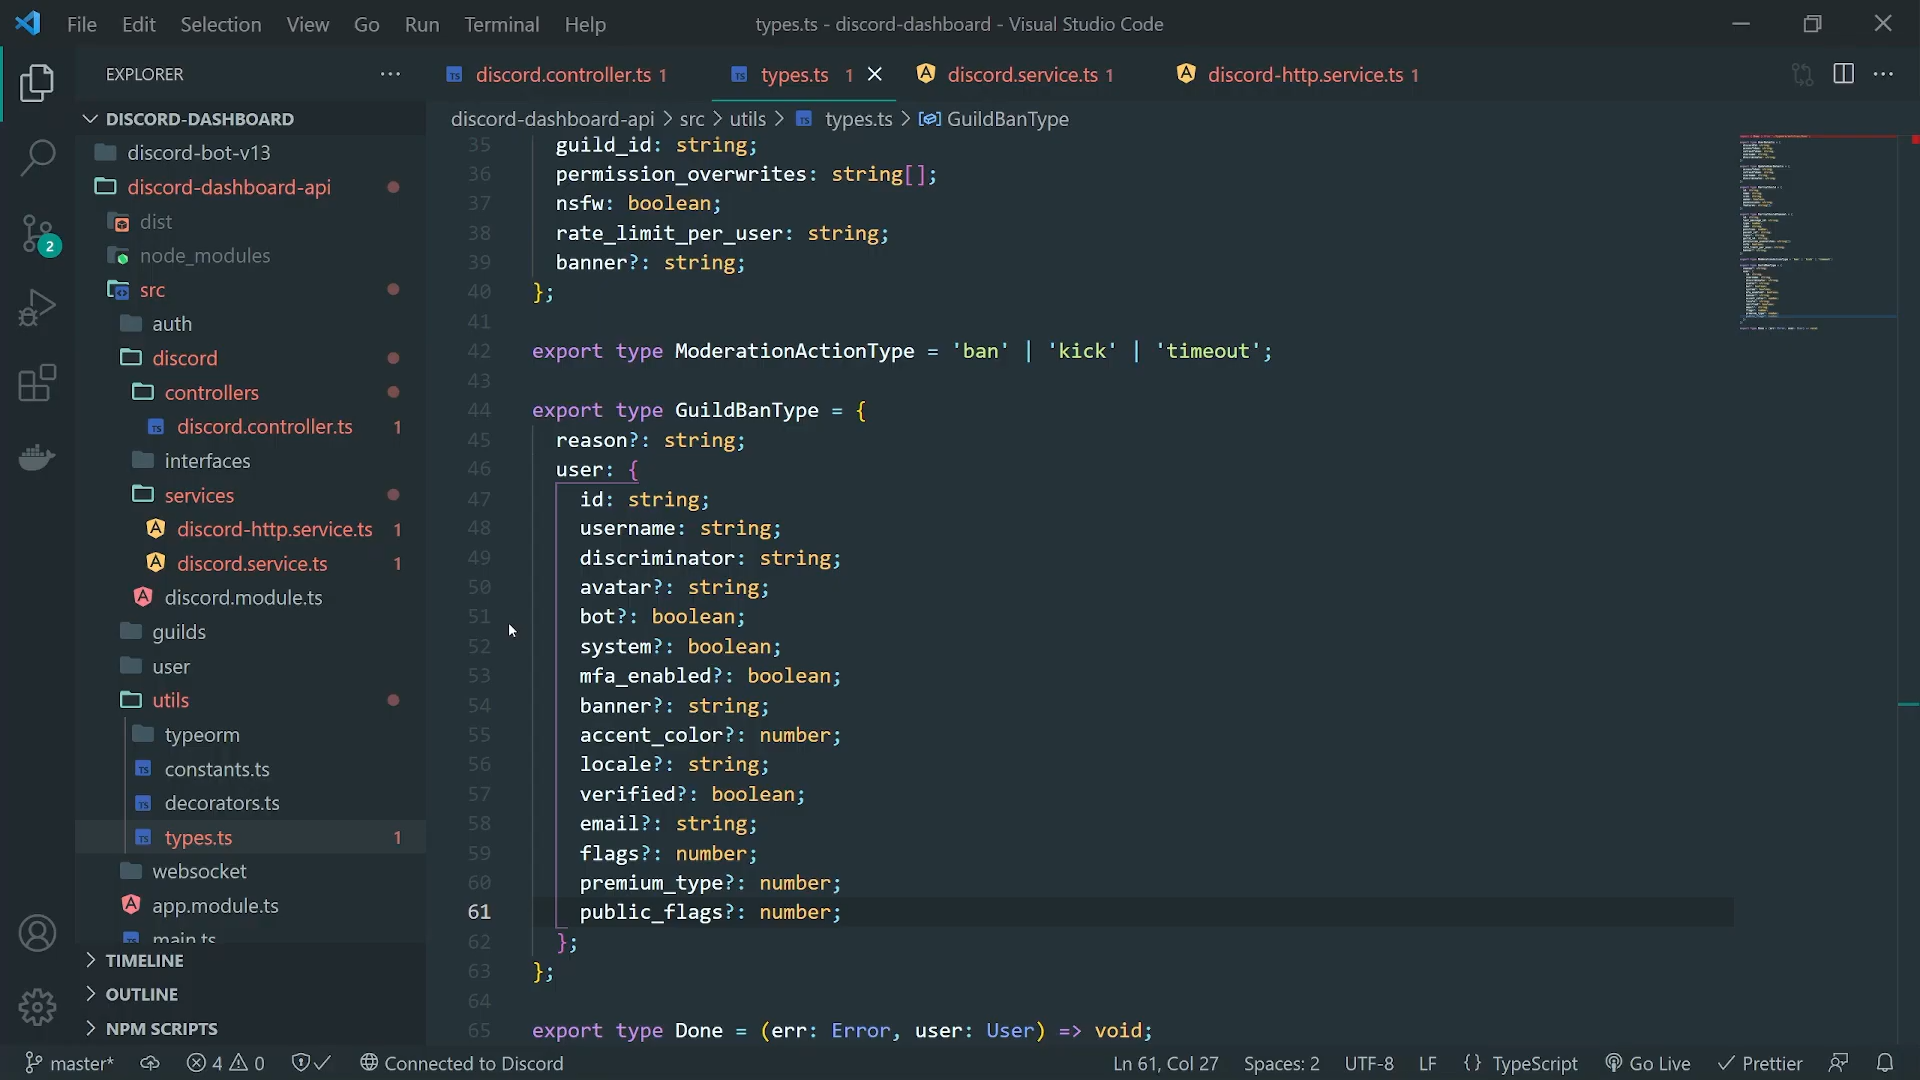 File Edit Selection View Go Run Terminal Help
types.ts - discord-dashboard - Visual Studio Code
EXPLORER
DISCORD-DASHBOARD
discord-bot-v13
discord-dashboard-api
dist
node_modules
src
auth
discord
controllers
discord.controller.ts 1
interfaces
services
discord-http.service.ts 1
discord.service.ts 1
discord.module.ts
guilds
user
utils
typeorm
constants.ts
decorators.ts
types.ts 1
websocket
app.module.ts
main.ts
TIMELINE
OUTLINE
NPM SCRIPTS
2
discord.controller.ts 1
types.ts 1
discord.service.ts 1
discord-http.service.ts 1
discord-dashboard-api > src > utils > TS types.ts > GuildBanType
35 guild_id: string;
36 permission_overwrites: string[];
37 nsfw: boolean;
38 rate_limit_per_user: string;
39 banner?: string;
40 };
41
42 export type ModerationActionType = 'ban' | 'kick' | 'timeout';
43
44 export type GuildBanType = {
45 reason?: string;
46 user: {
47 id: string;
48 username: string;
49 discriminator: string;
50 avatar?: string;
51 bot?: boolean;
52 system?: boolean;
53 mfa_enabled?: boolean;
54 banner?: string;
55 accent_color?: number;
56 locale?: string;
57 verified?: boolean;
58 email?: string;
59 flags?: number;
60 premium_type?: number;
61 public_flags?: number;
62 };
63 };
64
65 export type Done = (err: Error, user: User) => void;
master* 4 0 Connected to Discord Ln 61, Col 27 Spaces: 2 UTF-8 LF {} TypeScript Go Live Prettier